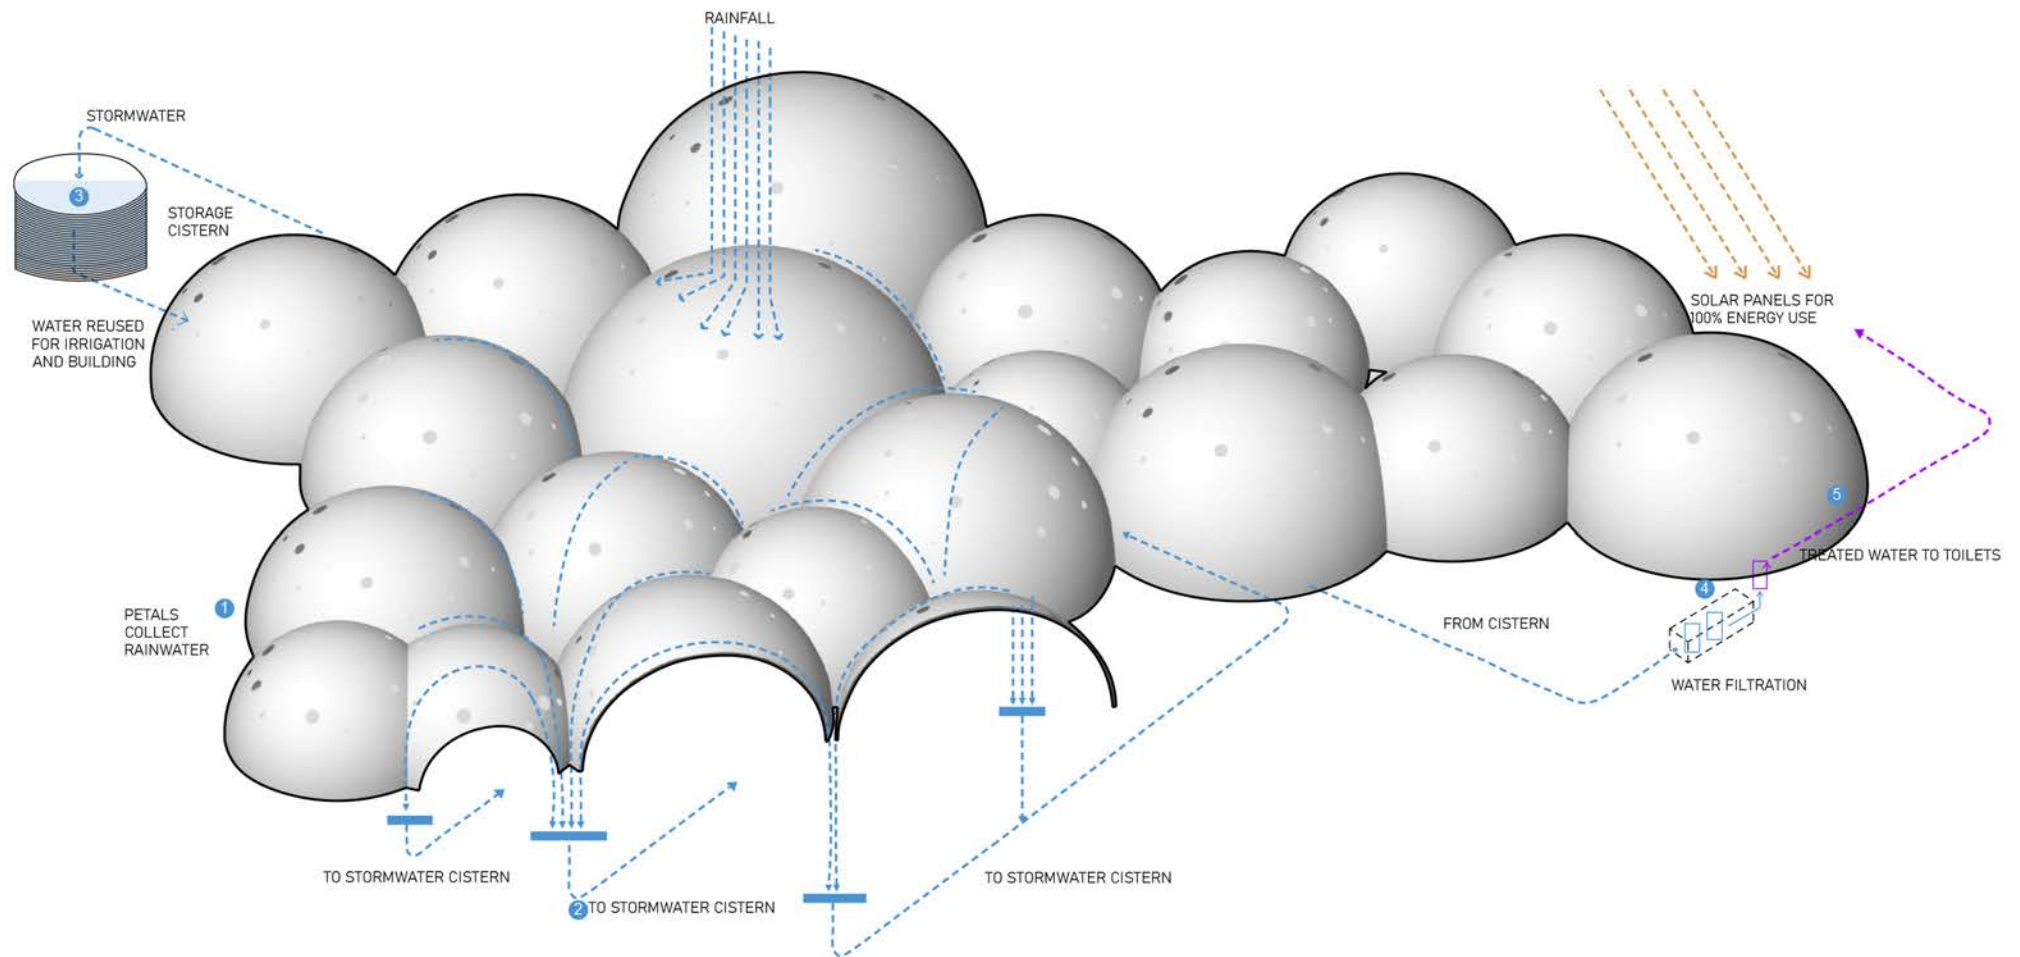 RAINFALL
STORMWATER
3
STORAGE
CISTERN
WATER REUSED
FOR IRRIGATION
AND BUILDING
SOLAR PANELS FOR
100% ENERGY USE
1
PETALS
COLLECT
RAINWATER
5
TREATED WATER TO TOILETS
4
FROM CISTERN
WATER FILTRATION
TO STORMWATER CISTERN
2
TO STORMWATER CISTERN
TO STORMWATER CISTERN